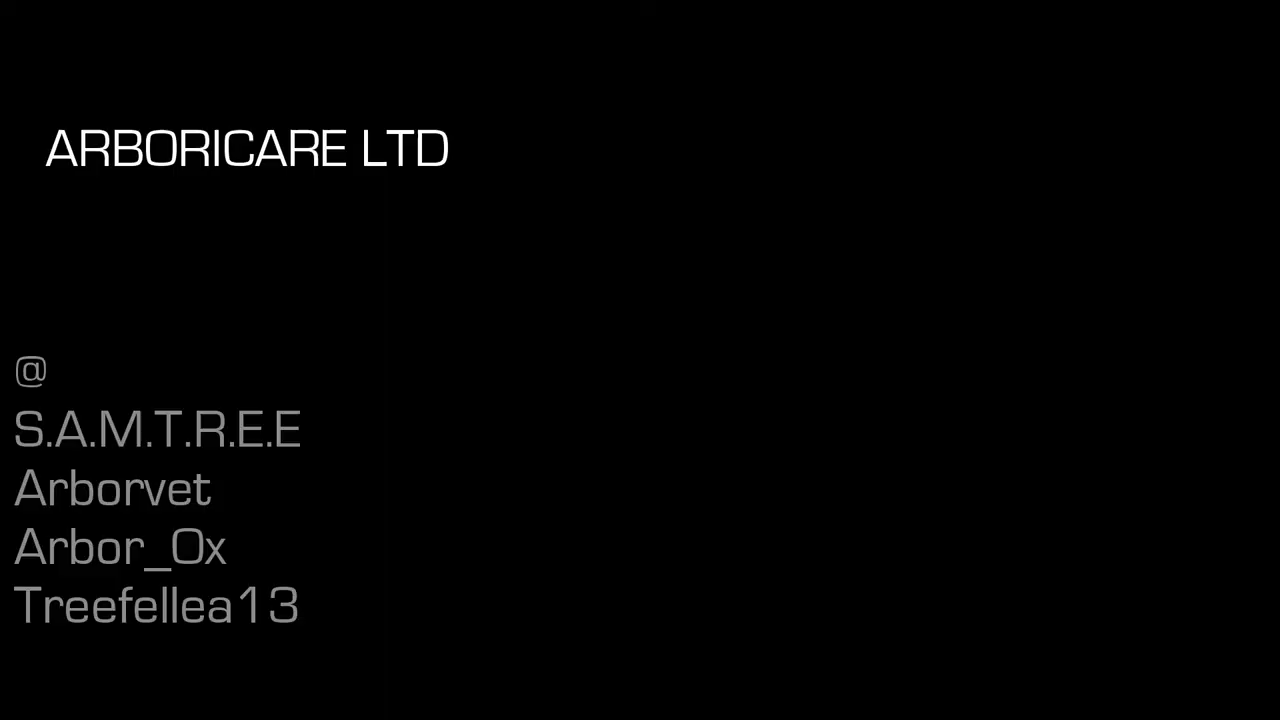 ARBORICARE LTD
@
S.A.M.T.R.E.E
Arborvet
Arbor_Ox
Treefellea13